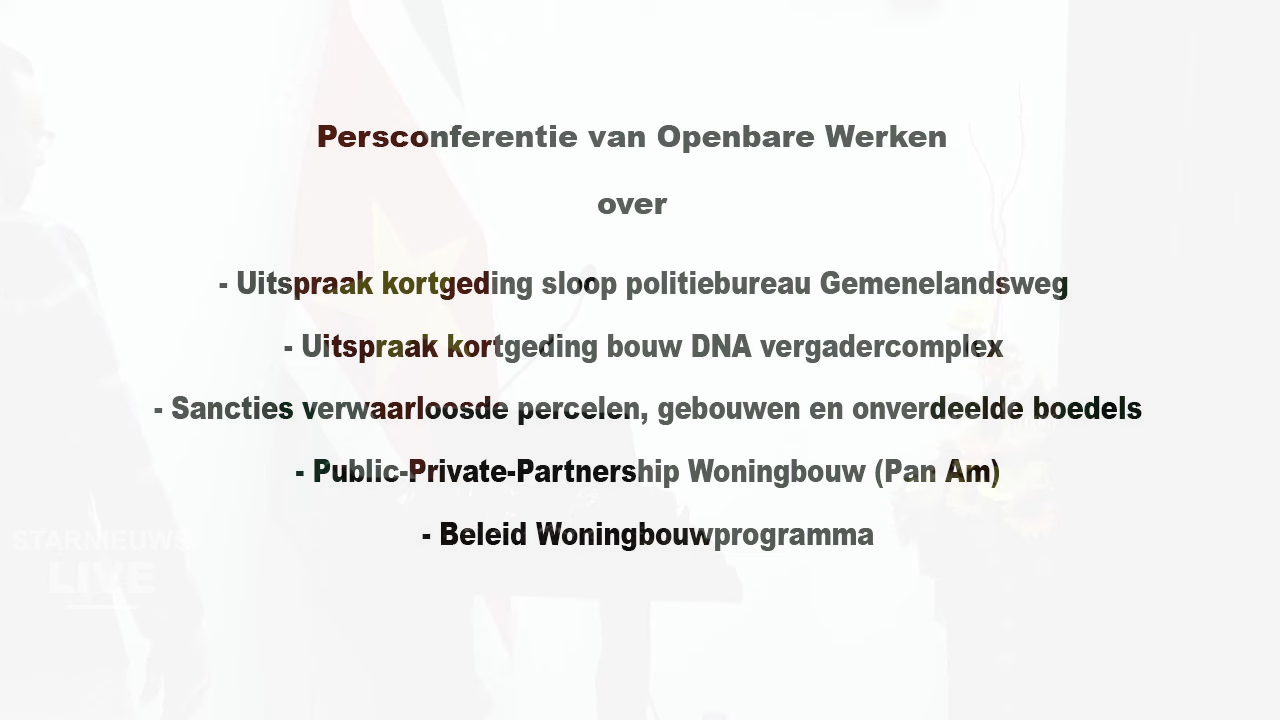 Persconferentie van Openbare Werken
over
- Uitspraak kortgeding sloop politiebureau Gemenelandsweg
- Uitspraak kortgeding bouw DNA vergadercomplex
- Sancties verwaarloosde percelen, gebouwen en onverdeelde boedels
- Public-Private-Partnership Woningbouw (Pan Am)
- Beleid Woningbouwprogramma
STARNIEUWS
LIVE